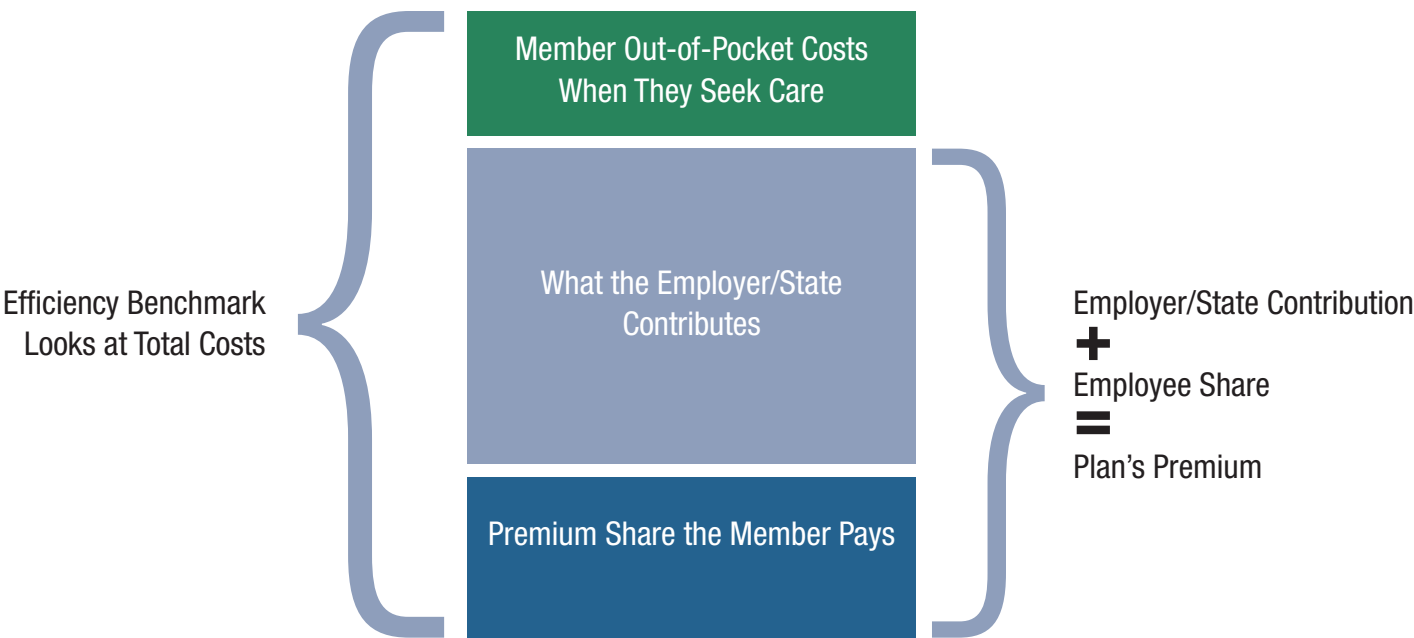 Member Out-of-Pocket Costs
When They Seek Care
What the Employer/State
Contributes
Premium Share the Member Pays
Efficiency Benchmark
Looks at Total Costs
Employer/State Contribution
+
Employee Share
=
Plan’s Premium